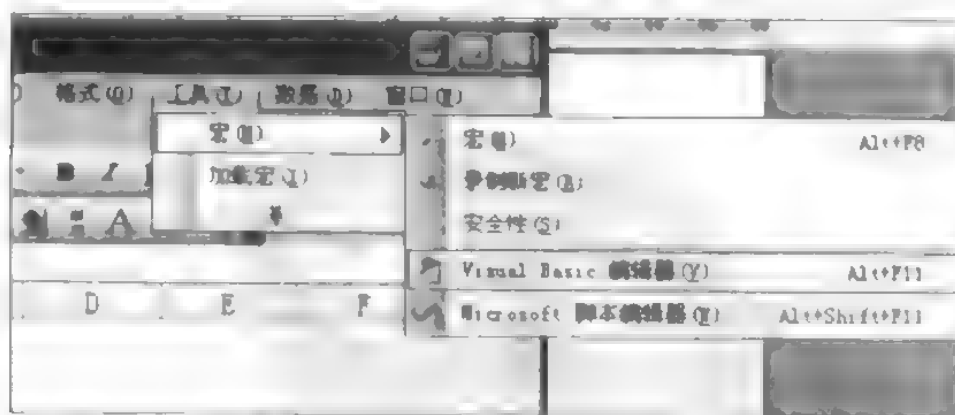 格式(O) 工具(T) 数据(D) 窗口(W)
宏(M)
加载宏(I)
宏(M) Alt+F8
安全性(S)
B I
A
Visual Basic 编辑器(V) Alt+F11
D E F
Microsoft 脚本编辑器(E) Alt+Shift+F11